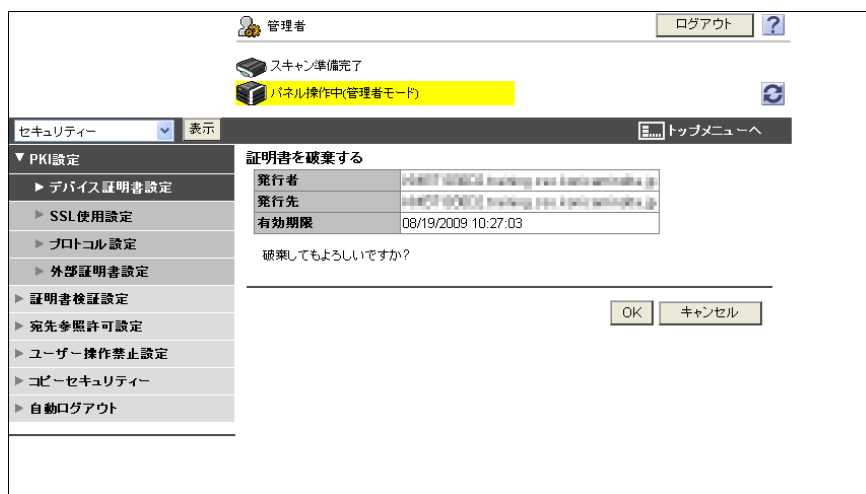 管理者
ログアウト
?
スキャン準備完了
パネル操作中(管理者モード)
セキュリティー
表示
トップメニューへ
PKI設定
デバイス証明書設定
SSL使用設定
プロトコル設定
外部証明書設定
証明書検証設定
宛先参照許可設定
ユーザー操作禁止設定
コピーセキュリティー
自動ログアウト
証明書を破棄する
発行者
発行先
有効期限 08/19/2009 10:27:03
破棄してもよろしいですか?
OK キャンセル